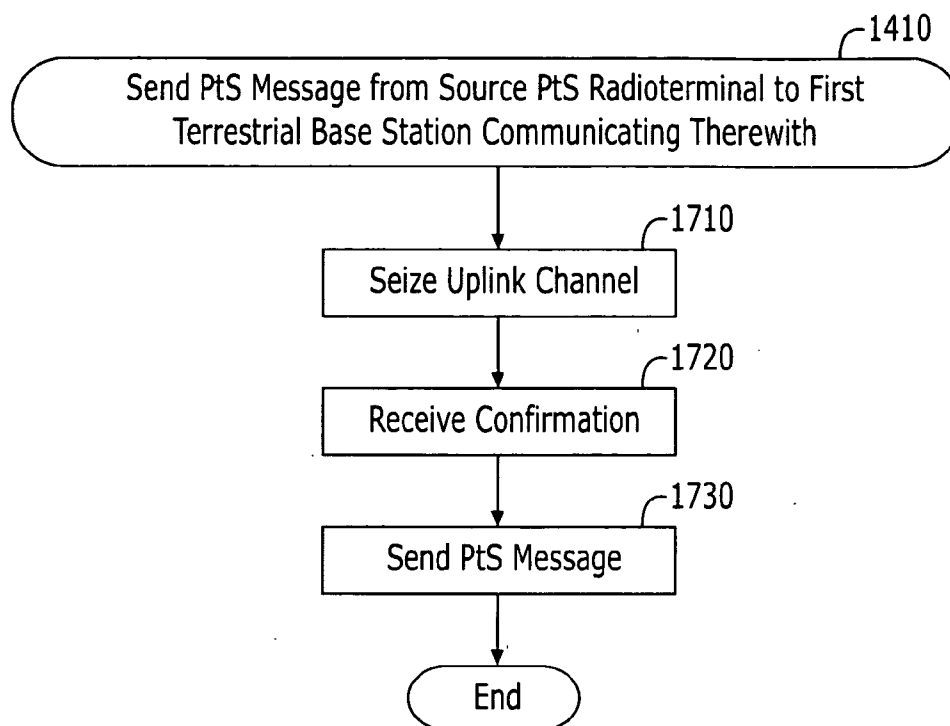 1410
Send PtS Message from Source PtS Radioterminal to First
Terrestrial Base Station Communicating Therewith
1710
Seize Uplink Channel
1720
Receive Confirmation
1730
Send PtS Message
End